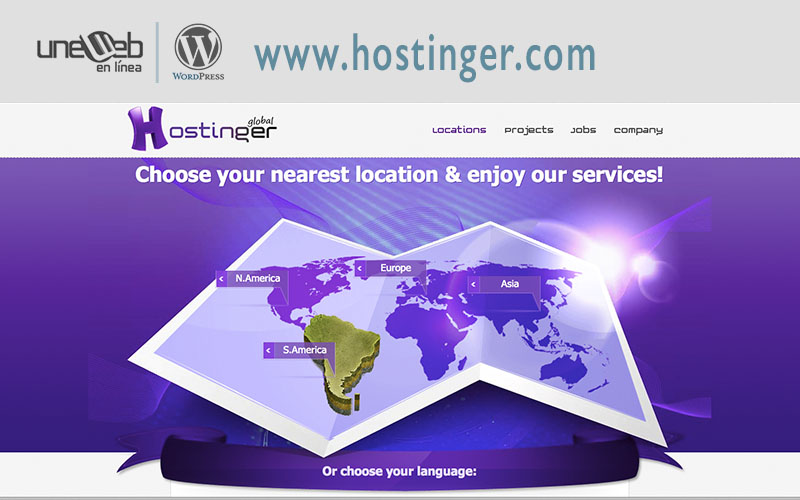 uneweb
en línea
WordPress
www.hostinger.com
Hostinger
global
Locations Projects Jobs Company
Choose your nearest location & enjoy our services!
N.America
Europe
Asia
S.America
Or choose your language: